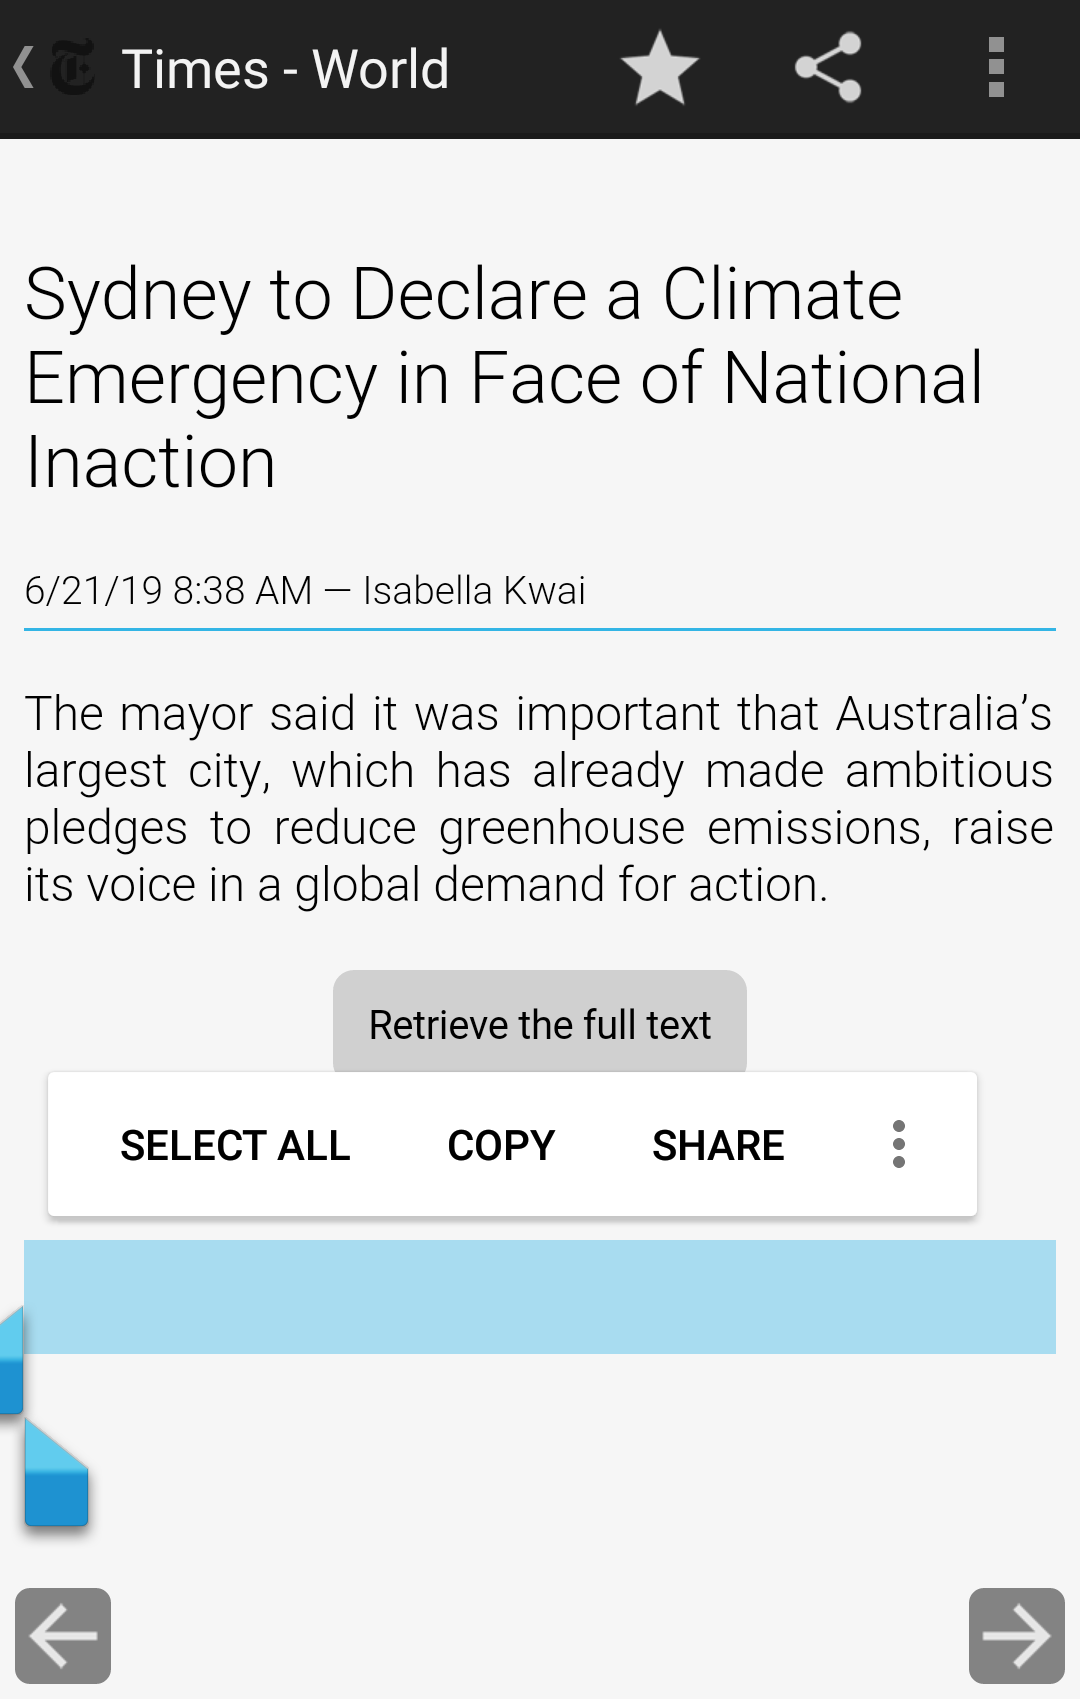 Times - World
Sydney to Declare a Climate
Emergency in Face of National
Inaction
6/21/19 8:38 AM — Isabella Kwai
The mayor said it was important that Australia’s
largest city, which has already made ambitious
pledges to reduce greenhouse emissions, raise
its voice in a global demand for action.
Retrieve the full text
SELECT ALL COPY SHARE